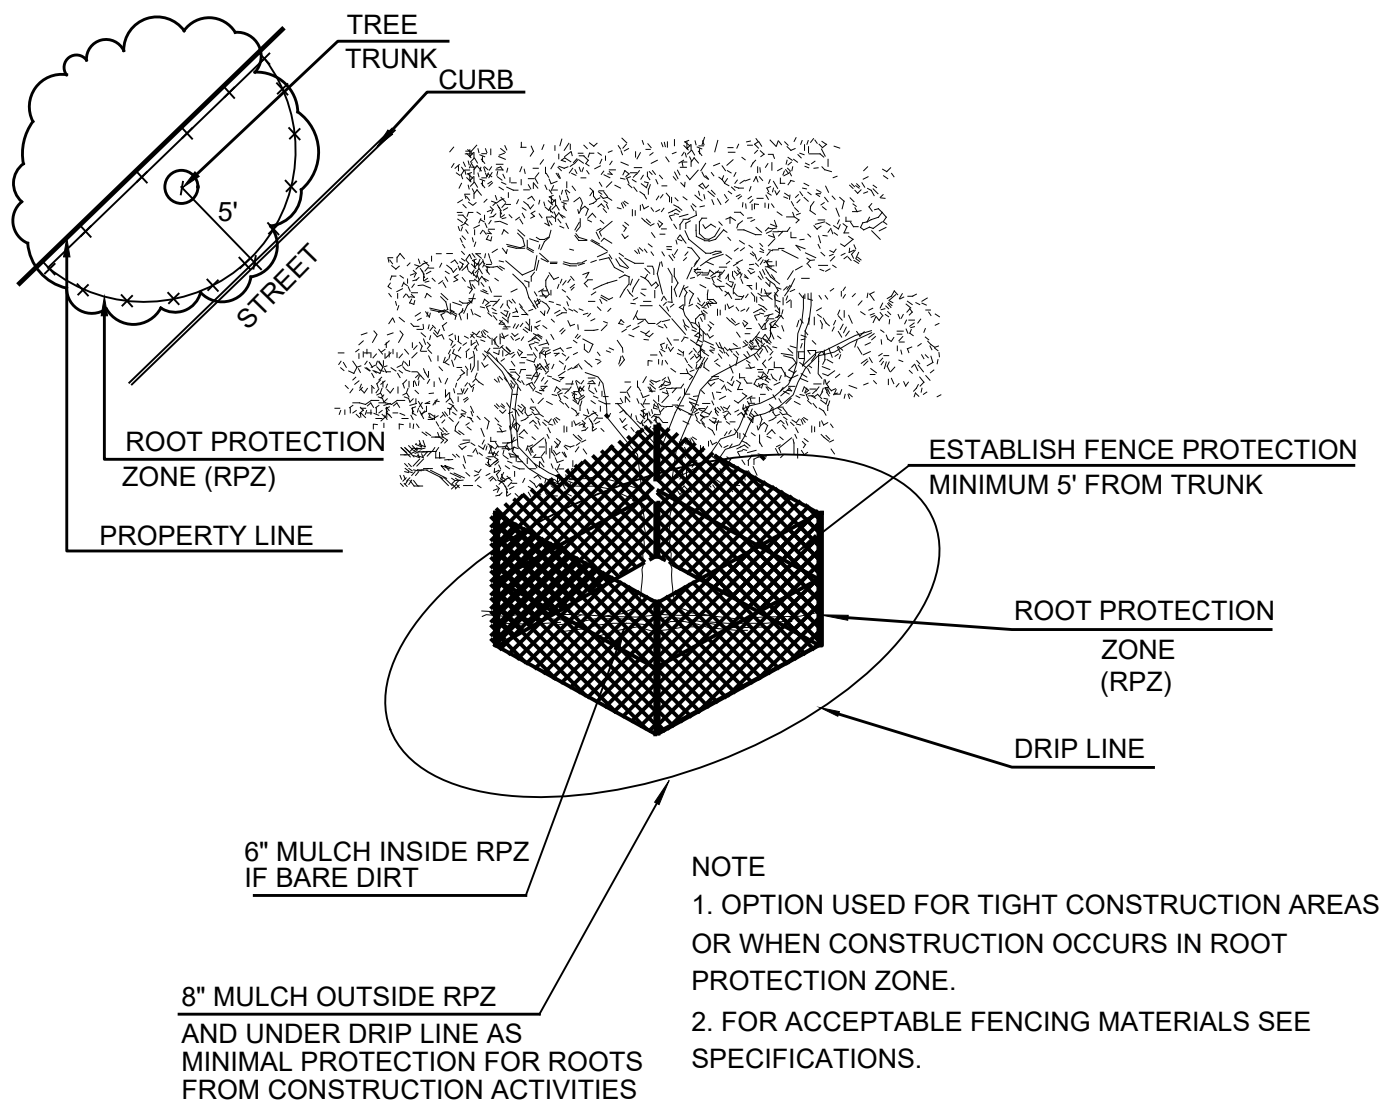 TREE
TRUNK
CURB
5'
STREET
ROOT PROTECTION
ZONE (RPZ)
PROPERTY LINE
ESTABLISH FENCE PROTECTION
MINIMUM 5' FROM TRUNK
ROOT PROTECTION
ZONE
(RPZ)
DRIP LINE
6" MULCH INSIDE RPZ
IF BARE DIRT
8" MULCH OUTSIDE RPZ
AND UNDER DRIP LINE AS
MINIMAL PROTECTION FOR ROOTS
FROM CONSTRUCTION ACTIVITIES
NOTE
1. OPTION USED FOR TIGHT CONSTRUCTION AREAS
OR WHEN CONSTRUCTION OCCURS IN ROOT
PROTECTION ZONE.
2. FOR ACCEPTABLE FENCING MATERIALS SEE
SPECIFICATIONS.